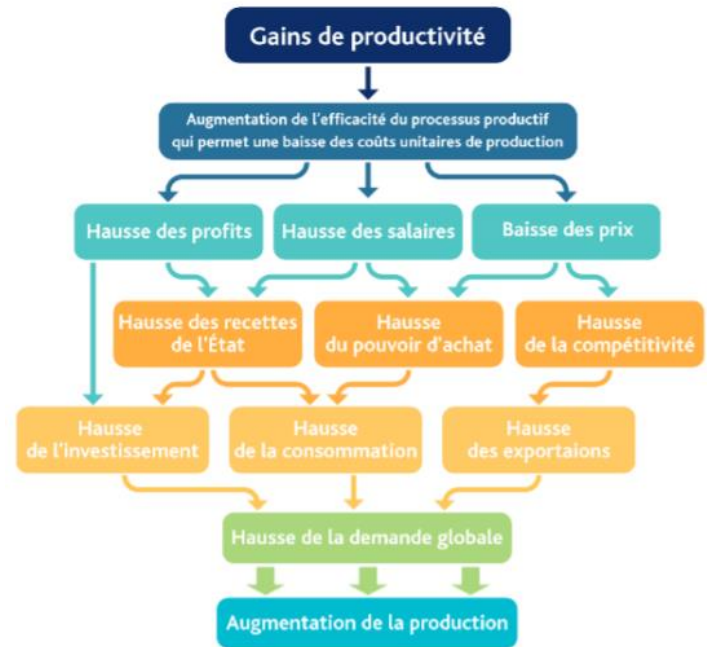 Gains de productivité
Augmentation de l'efficacité du processus productif
qui permet une baisse des coûts unitaires de production
Hausse des profits
Hausse des salaires
Baisse des prix
Hausse des recettes
de l'État
Hausse
du pouvoir d'achat
Hausse
de la compétitivité
Hausse
de l'investissement
Hausse
de la consommation
Hausse
des exportaions
Hausse de la demande globale
Augmentation de la production